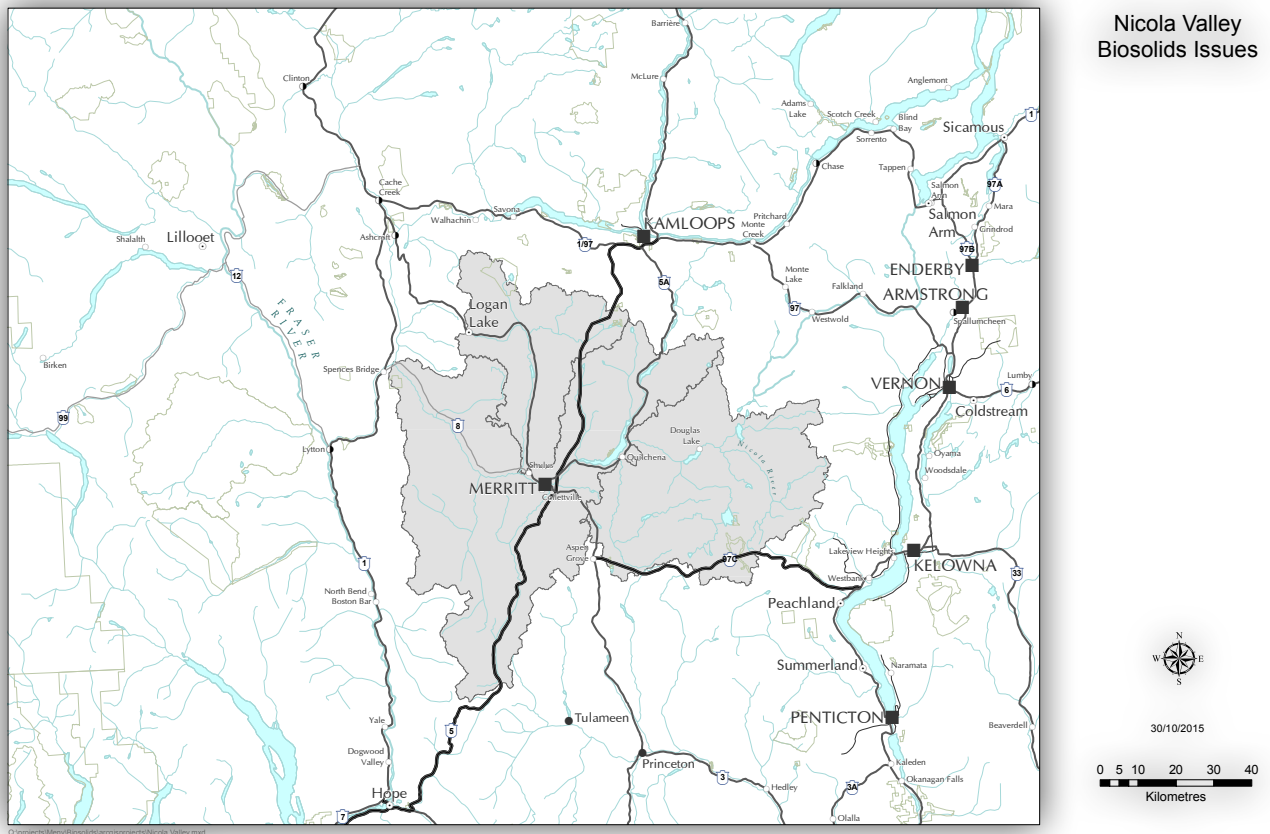 Nicola Valley
Biosolids Issues
Barrière
Clinton
McLure
Anglemont
Adams
Lake
Scotch Creek
Blind
Bay
Sorrento
Sicamous
1
Chase
Tappen
Cache
Creek
Salmon
Arm
97A
Savona
Walhachin
KAMLOOPS
Pritchard
Monte
Creek
Salmon
Arm
Mara
Grindrod
Shalalth
Lillooet
Ashcroft
1/97
97B
12
5A
Monte
Lake
ENDERBY
Falkland
ARMSTRONG
FRASER
RIVER
Logan
Lake
97
Westwold
Spallumcheen
Birken
Spences Bridge
VERNON
Lumby
6
Coldstream
99
8
Douglas
Lake
Nicola River
Lytton
Quilchena
Oyama
Woodsdale
Shulus
MERRITT
Collettville
Aspen
Grove
97C
Lakeview Heights
KELOWNA
1
Westbank
33
North Bend
Boston Bar
Peachland
Summerland
Naramata
Yale
Tulameen
PENTICTON
Beaverdell
5
Dogwood
Valley
Princeton
Kaleden
3
Okanagan Falls
Hope
Hedley
3A
7
Olalla
N
W
E
S
30/10/2015
0 5 10 20 30 40
Kilometres